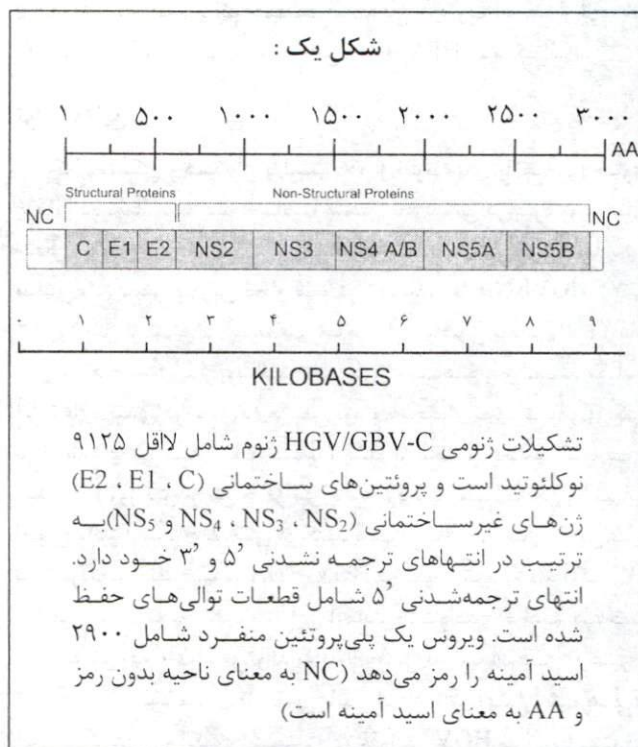 شکل یک :
۱ ۵۰۰ ۱۰۰۰ ۱۵۰۰ ۲۰۰۰ ۲۵۰۰ ۳۰۰۰
AA
Structural Proteins Non-Structural Proteins
NC NC
C E1 E2 NS2 NS3 NS4 A/B NS5A NS5B
۰ ۱ ۲ ۳ ۴ ۵ ۶ ۷ ۸ ۹
KILOBASES
تشکیلات ژنومی HGV/GBV-C ژنوم شامل لااقل ۹۱۲۵
نوکلئوتید است و پروتئین‌های ساختمانی (E2 ، E1 ، C)
ژن‌های غیرساختمانی (NS2 ، NS3 ، NS4 و NS5) به
ترتیب در انتهاهای ترجمه نشدنی ۵′ و ۳′ خود دارد.
انتهای ترجمه‌شدنی ۵′ شامل قطعات توالی‌های حفظ
شده است. ویروس یک پلی‌پروتئین منفرد شامل ۲۹۰۰
اسید آمینه را رمز می‌دهد (NC به معنای ناحیه بدون رمز
و AA به معنای اسید آمینه است)